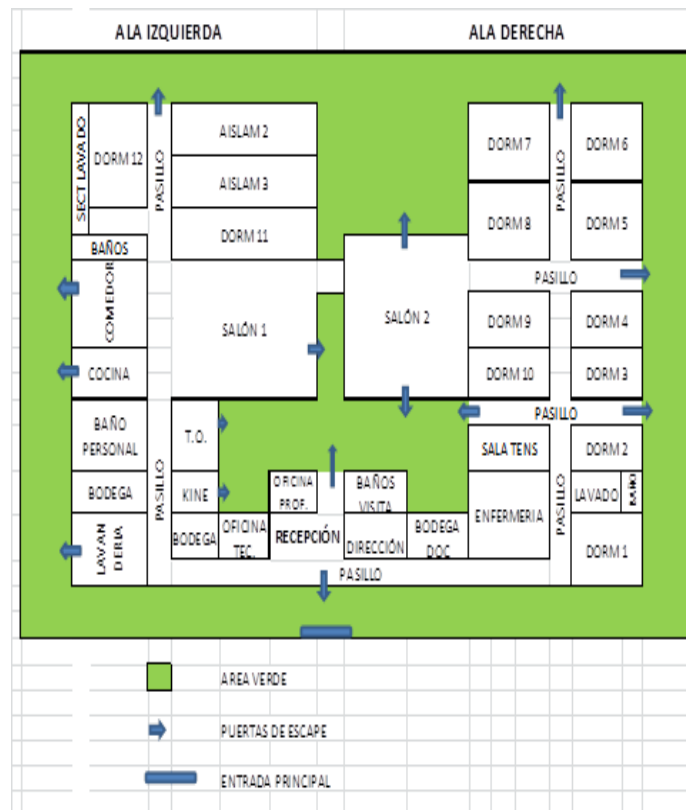 ALA IZQUIERDA
ALA DERECHA
SECT LAVADO
DORM 12
PASILLO
AISLAM 2
AISLAM 3
DORM 11
BAÑOS
COMEDOR
SALÓN 1
COCINA
BAÑO
PERSONAL
BODEGA
LAVAN
DERIA
PASILLO
T.O.
KINE
BODEGA
OFICINA
TEC.
OFICINA
PROF.
RECEPCIÓN
BAÑOS
VISITA
DIRECCIÓN
BODEGA
DOC
PASILLO
SALÓN 2
DORM 7
PASILLO
DORM 6
DORM 8
DORM 5
PASILLO
DORM 9
DORM 4
DORM 10
DORM 3
PASILLO
SALA TENS
DORM 2
ENFERMERIA
PASILLO
LAVADO
BAÑO
DORM 1
AREA VERDE
PUERTAS DE ESCAPE
ENTRADA PRINCIPAL